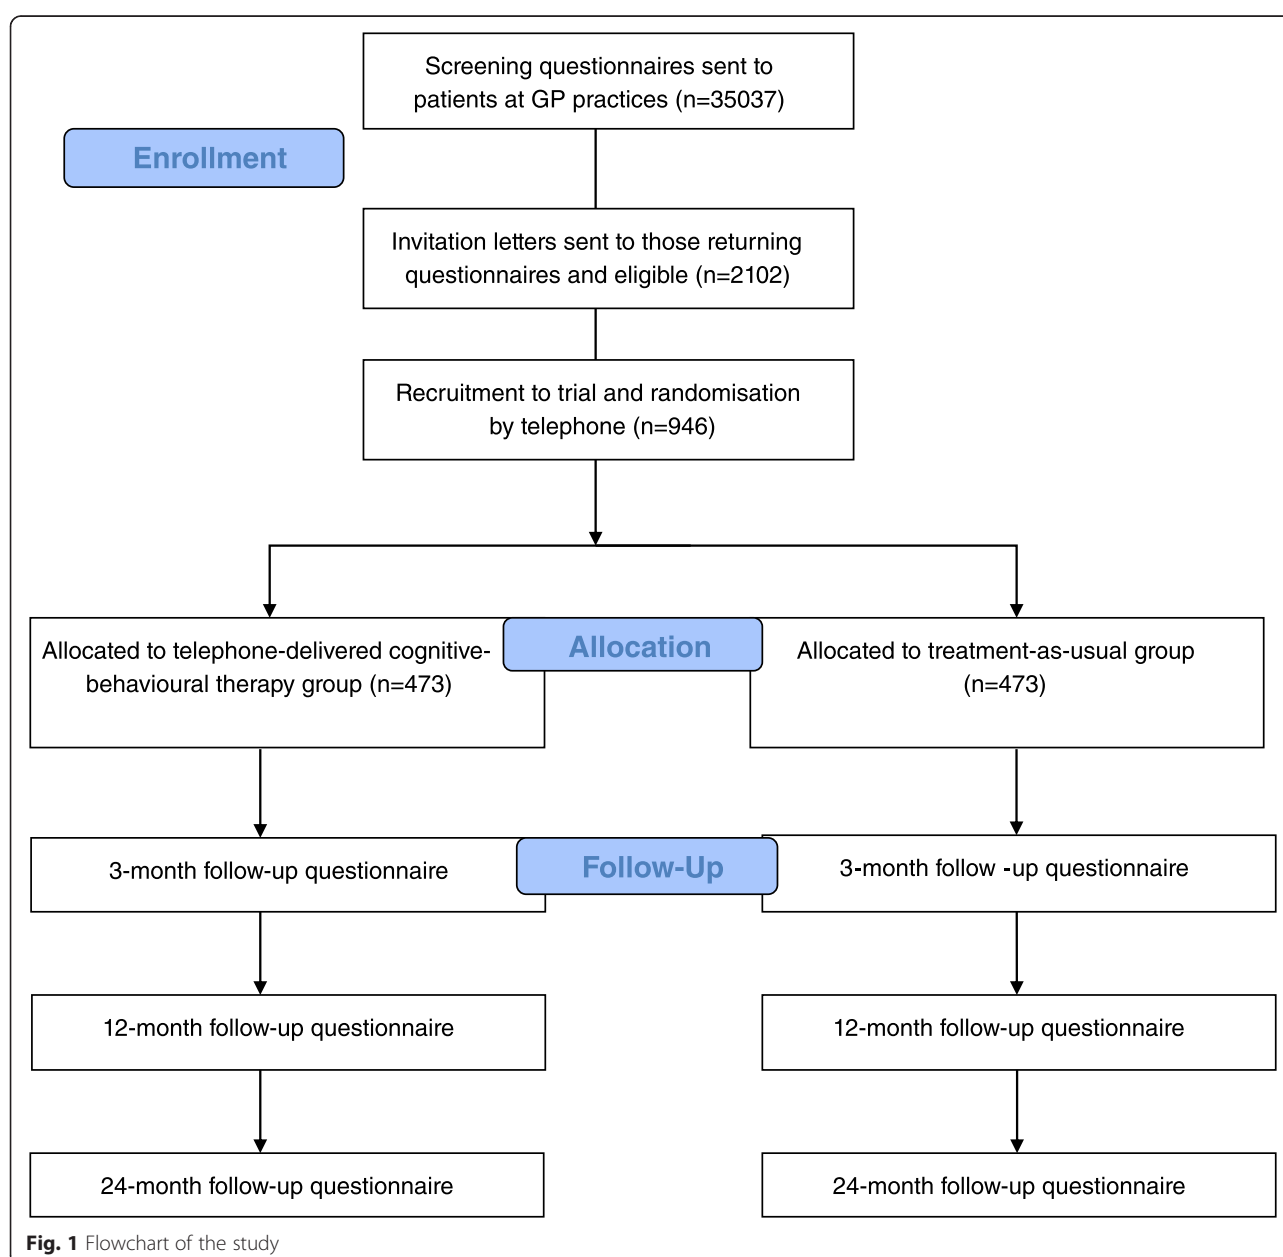 Screening questionnaires sent to
patients at GP practices (n=35037)
Enrollment
Invitation letters sent to those returning
questionnaires and eligible (n=2102)
Recruitment to trial and randomisation
by telephone (n=946)
Allocated to telephone-delivered cognitive-
behavioural therapy group (n=473)
Allocation
Allocated to treatment-as-usual group
(n=473)
3-month follow-up questionnaire
Follow-Up
3-month follow -up questionnaire
12-month follow-up questionnaire
12-month follow-up questionnaire
24-month follow-up questionnaire
24-month follow-up questionnaire
Fig. 1 Flowchart of the study